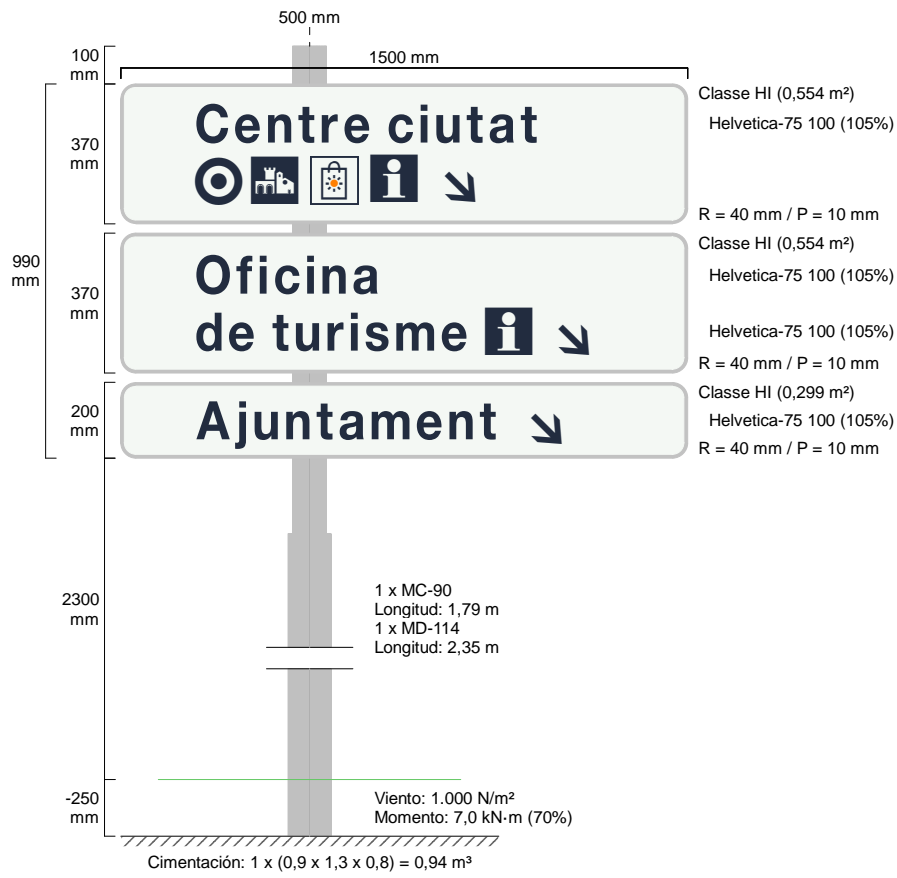 500 mm
100
mm
1500 mm
Classe HI (0,554 m²)
Centre ciutat
Helvetica-75 100 (105%)
370
mm
R = 40 mm / P = 10 mm
990
mm
Classe HI (0,554 m²)
Oficina
Helvetica-75 100 (105%)
370
mm
de turisme
Helvetica-75 100 (105%)
R = 40 mm / P = 10 mm
Classe HI (0,299 m²)
200
mm
Ajuntament
Helvetica-75 100 (105%)
R = 40 mm / P = 10 mm
2300
mm
1 x MC-90
Longitud: 1,79 m
1 x MD-114
Longitud: 2,35 m
-250
mm
Viento: 1.000 N/m²
Momento: 7,0 kN·m (70%)
Cimentación: 1 x (0,9 x 1,3 x 0,8) = 0,94 m³